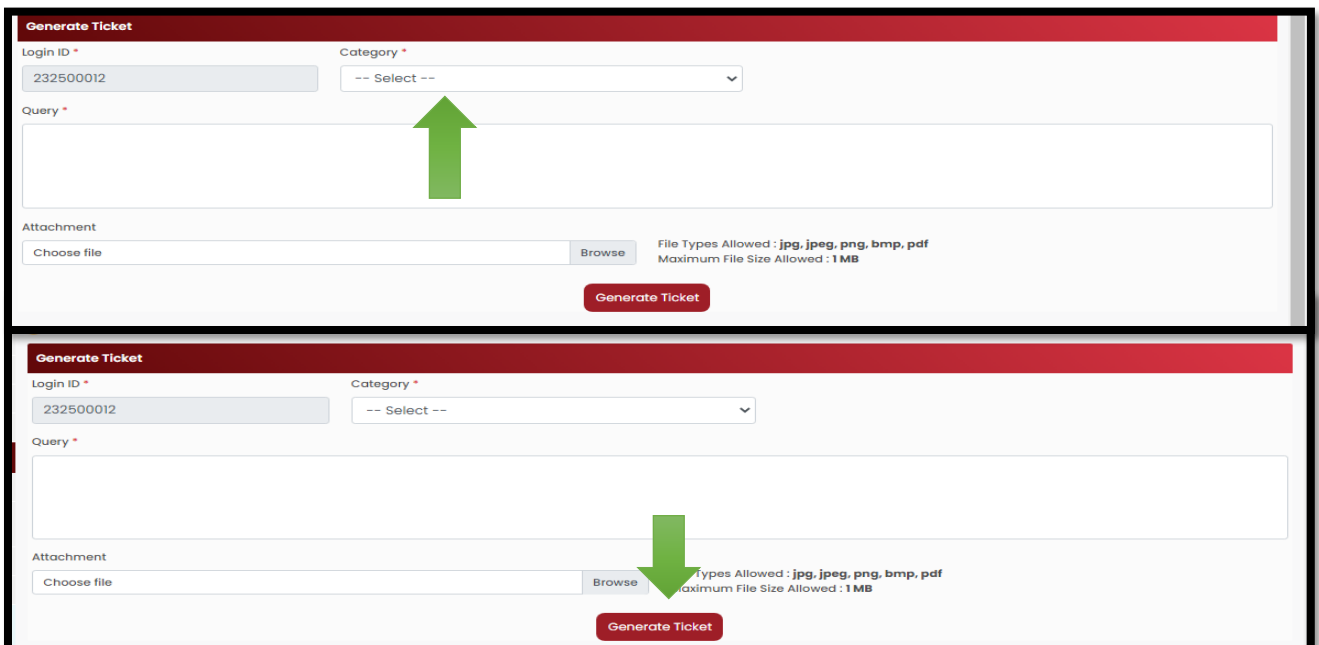 Generate Ticket
Login ID * Category *
232500012 -- Select --
Query *
Attachment
Choose file Browse
File Types Allowed : jpg, jpeg, png, bmp, pdf
Maximum File Size Allowed : 1 MB
Generate Ticket
Generate Ticket
Login ID * Category *
232500012 -- Select --
Query *
Attachment
Choose file Browse
Types Allowed : jpg, jpeg, png, bmp, pdf
aximum File Size Allowed : 1 MB
Generate Ticket